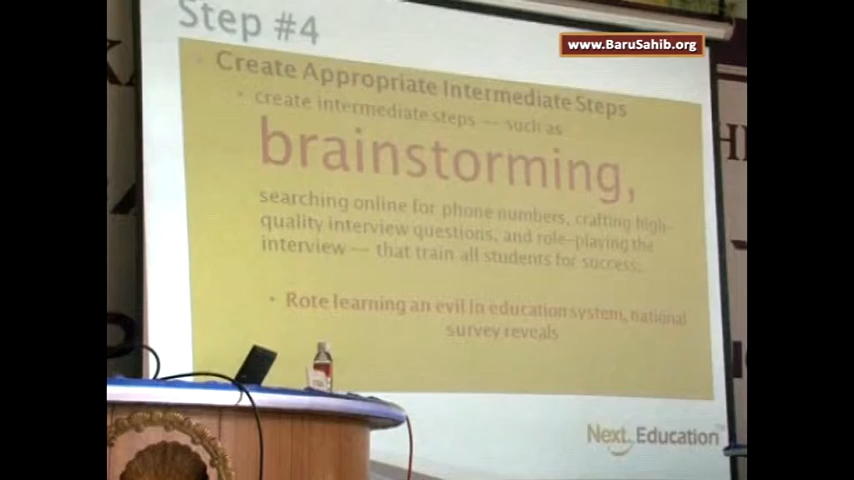 Step #4
www.BaruSahib.org
Create Appropriate Intermediate Steps
create intermediate steps — such as
brainstorming,
searching online for phone numbers, crafting high-
quality interview questions, and role-playing the
interview — that train all students for success.
Rote learning an evil in education system, national
survey reveals
Next Education